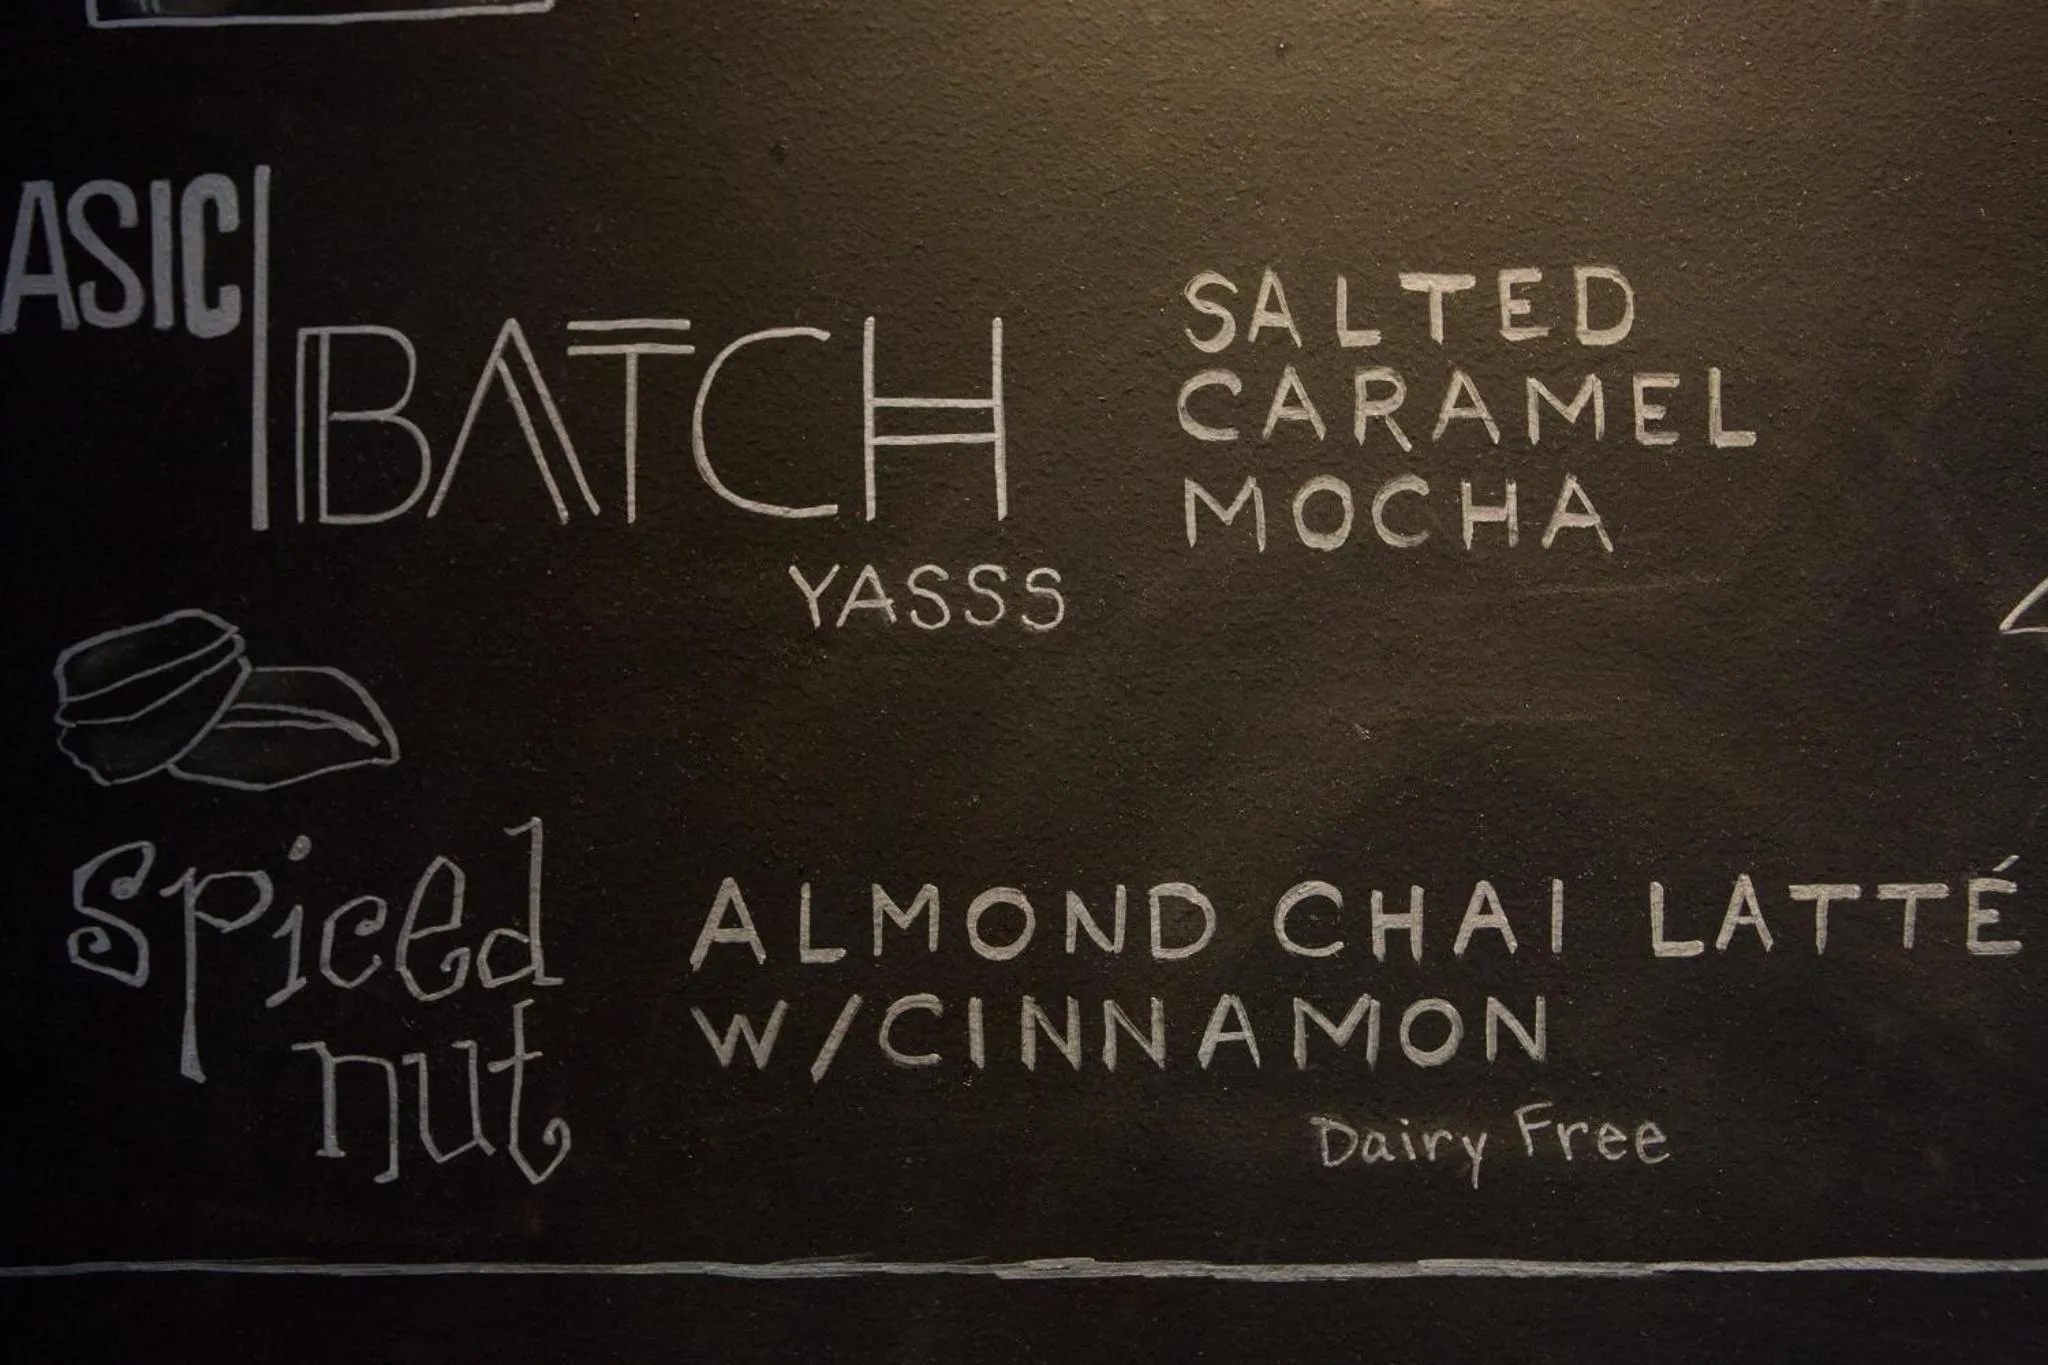 ASIC
BATCH
YASSS
SALTED
CARAMEL
MOCHA
Spiced
nut
ALMOND CHAI LATTÉ
W/CINNAMON
Dairy Free